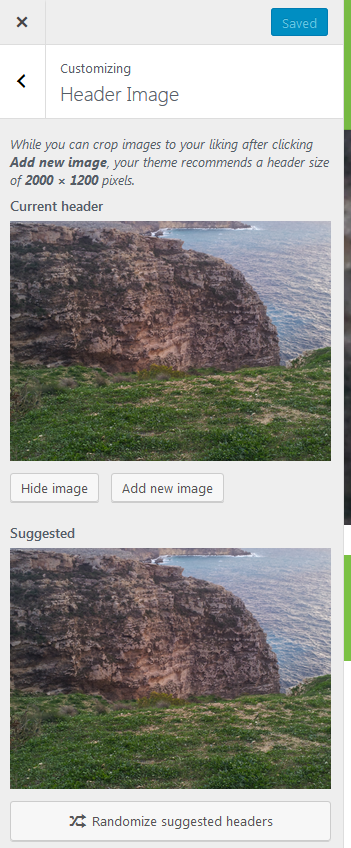 Saved
Customizing
Header Image
While you can crop images to your liking after clicking
Add new image, your theme recommends a header size
of 2000 × 1200 pixels.
Current header
Hide image
Add new image
Suggested
Randomize suggested headers